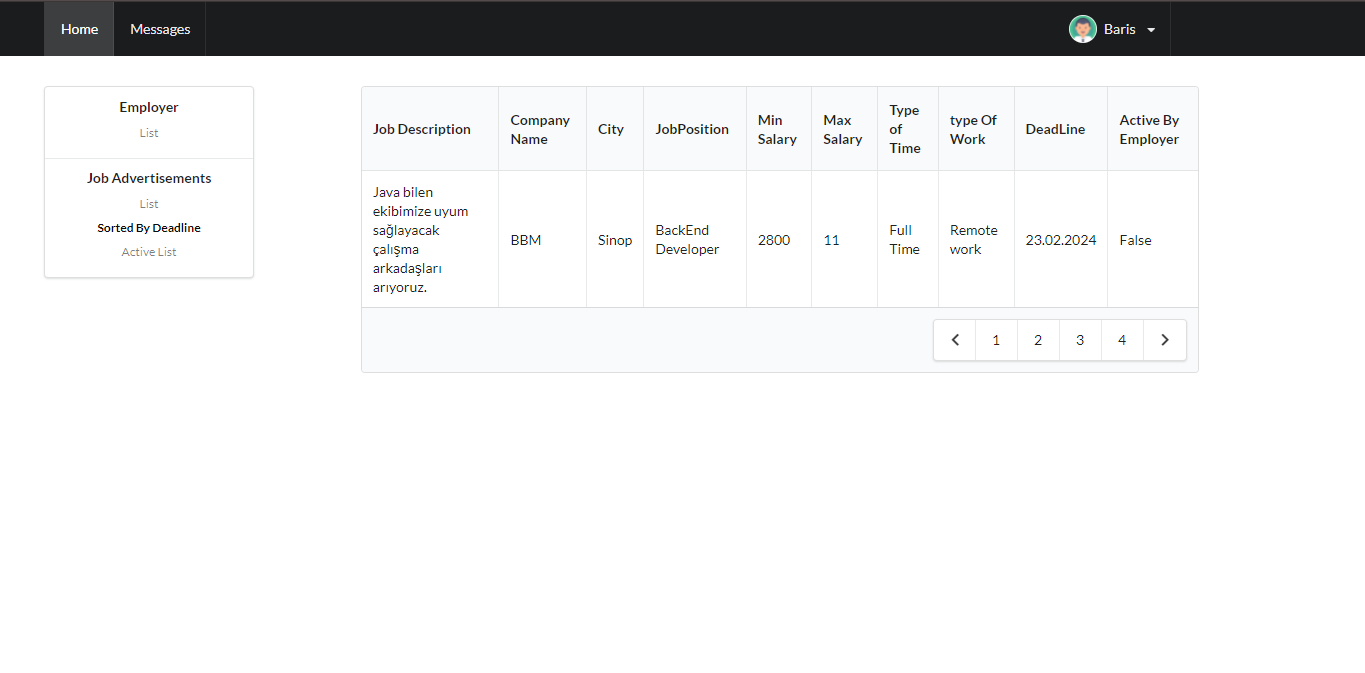 Home Messages Baris
Employer
List
Job Advertisements
List
Sorted By Deadline
Active List
Job Description
Company
Name
City
JobPosition
Min
Salary
Max
Salary
Type
of
Time
type Of
Work
DeadLine
Active By
Employer
Java bilen
ekibimize uyum
sağlayacak
çalışma
arkadaşları
arıyoruz.
BBM
Sinop
BackEnd
Developer
2800
11
Full
Time
Remote
work
23.02.2024
False
1 2 3 4